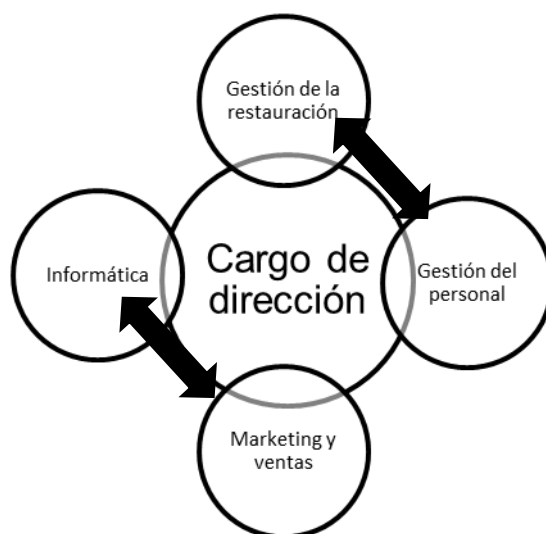 Gestión de la
restauración
Informática
Cargo de
dirección
Gestión del
personal
Marketing y
ventas